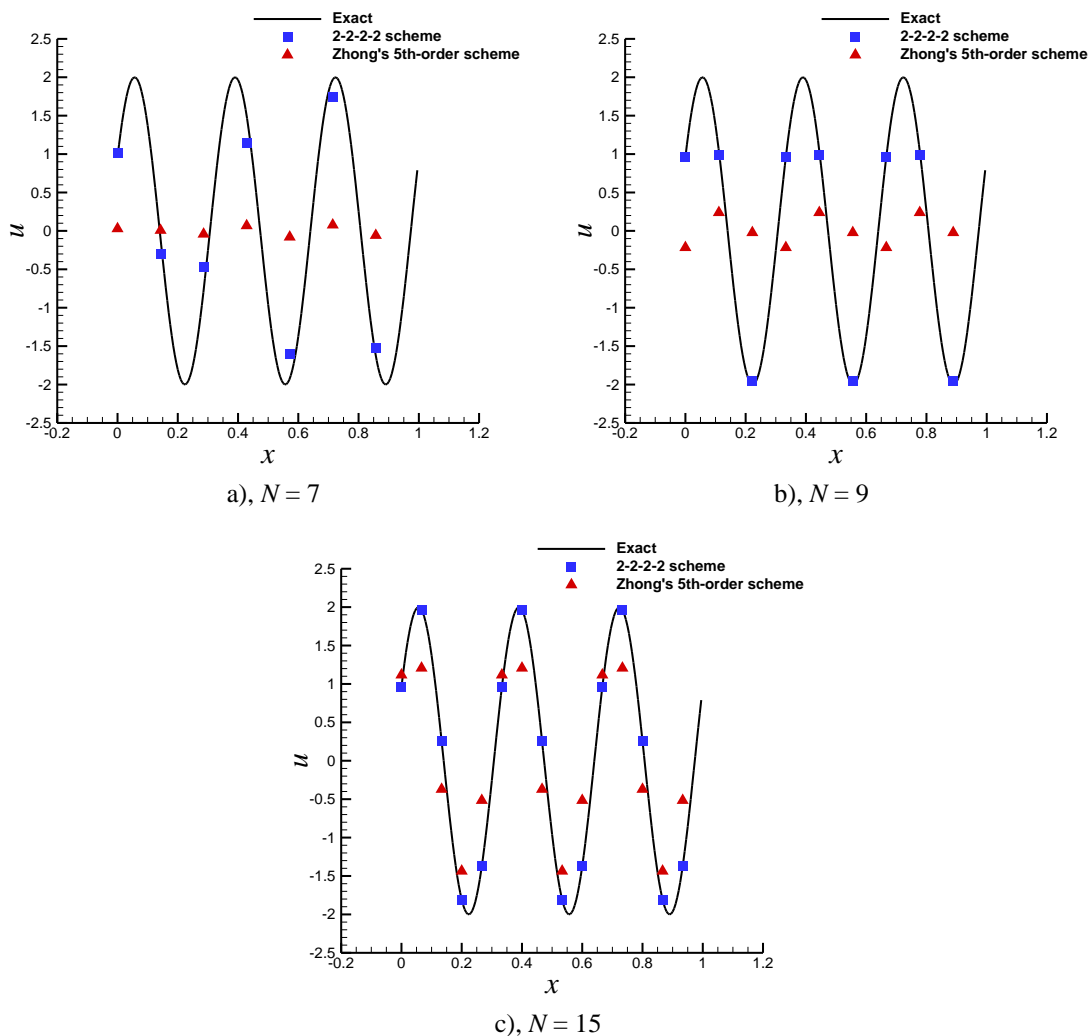 Exact
2-2-2-2 scheme
Zhong's 5th-order scheme
2.5
2
1.5
1
0.5
0
-0.5
-1
-1.5
-2
-2.5
u
-0.2 0 0.2 0.4 0.6 0.8 1 1.2
x
a), N = 7
Exact
2-2-2-2 scheme
Zhong's 5th-order scheme
2.5
2
1.5
1
0.5
0
-0.5
-1
-1.5
-2
-2.5
u
-0.2 0 0.2 0.4 0.6 0.8 1 1.2
x
b), N = 9
Exact
2-2-2-2 scheme
Zhong's 5th-order scheme
2.5
2
1.5
1
0.5
0
-0.5
-1
-1.5
-2
-2.5
u
-0.2 0 0.2 0.4 0.6 0.8 1 1.2
x
c), N = 15